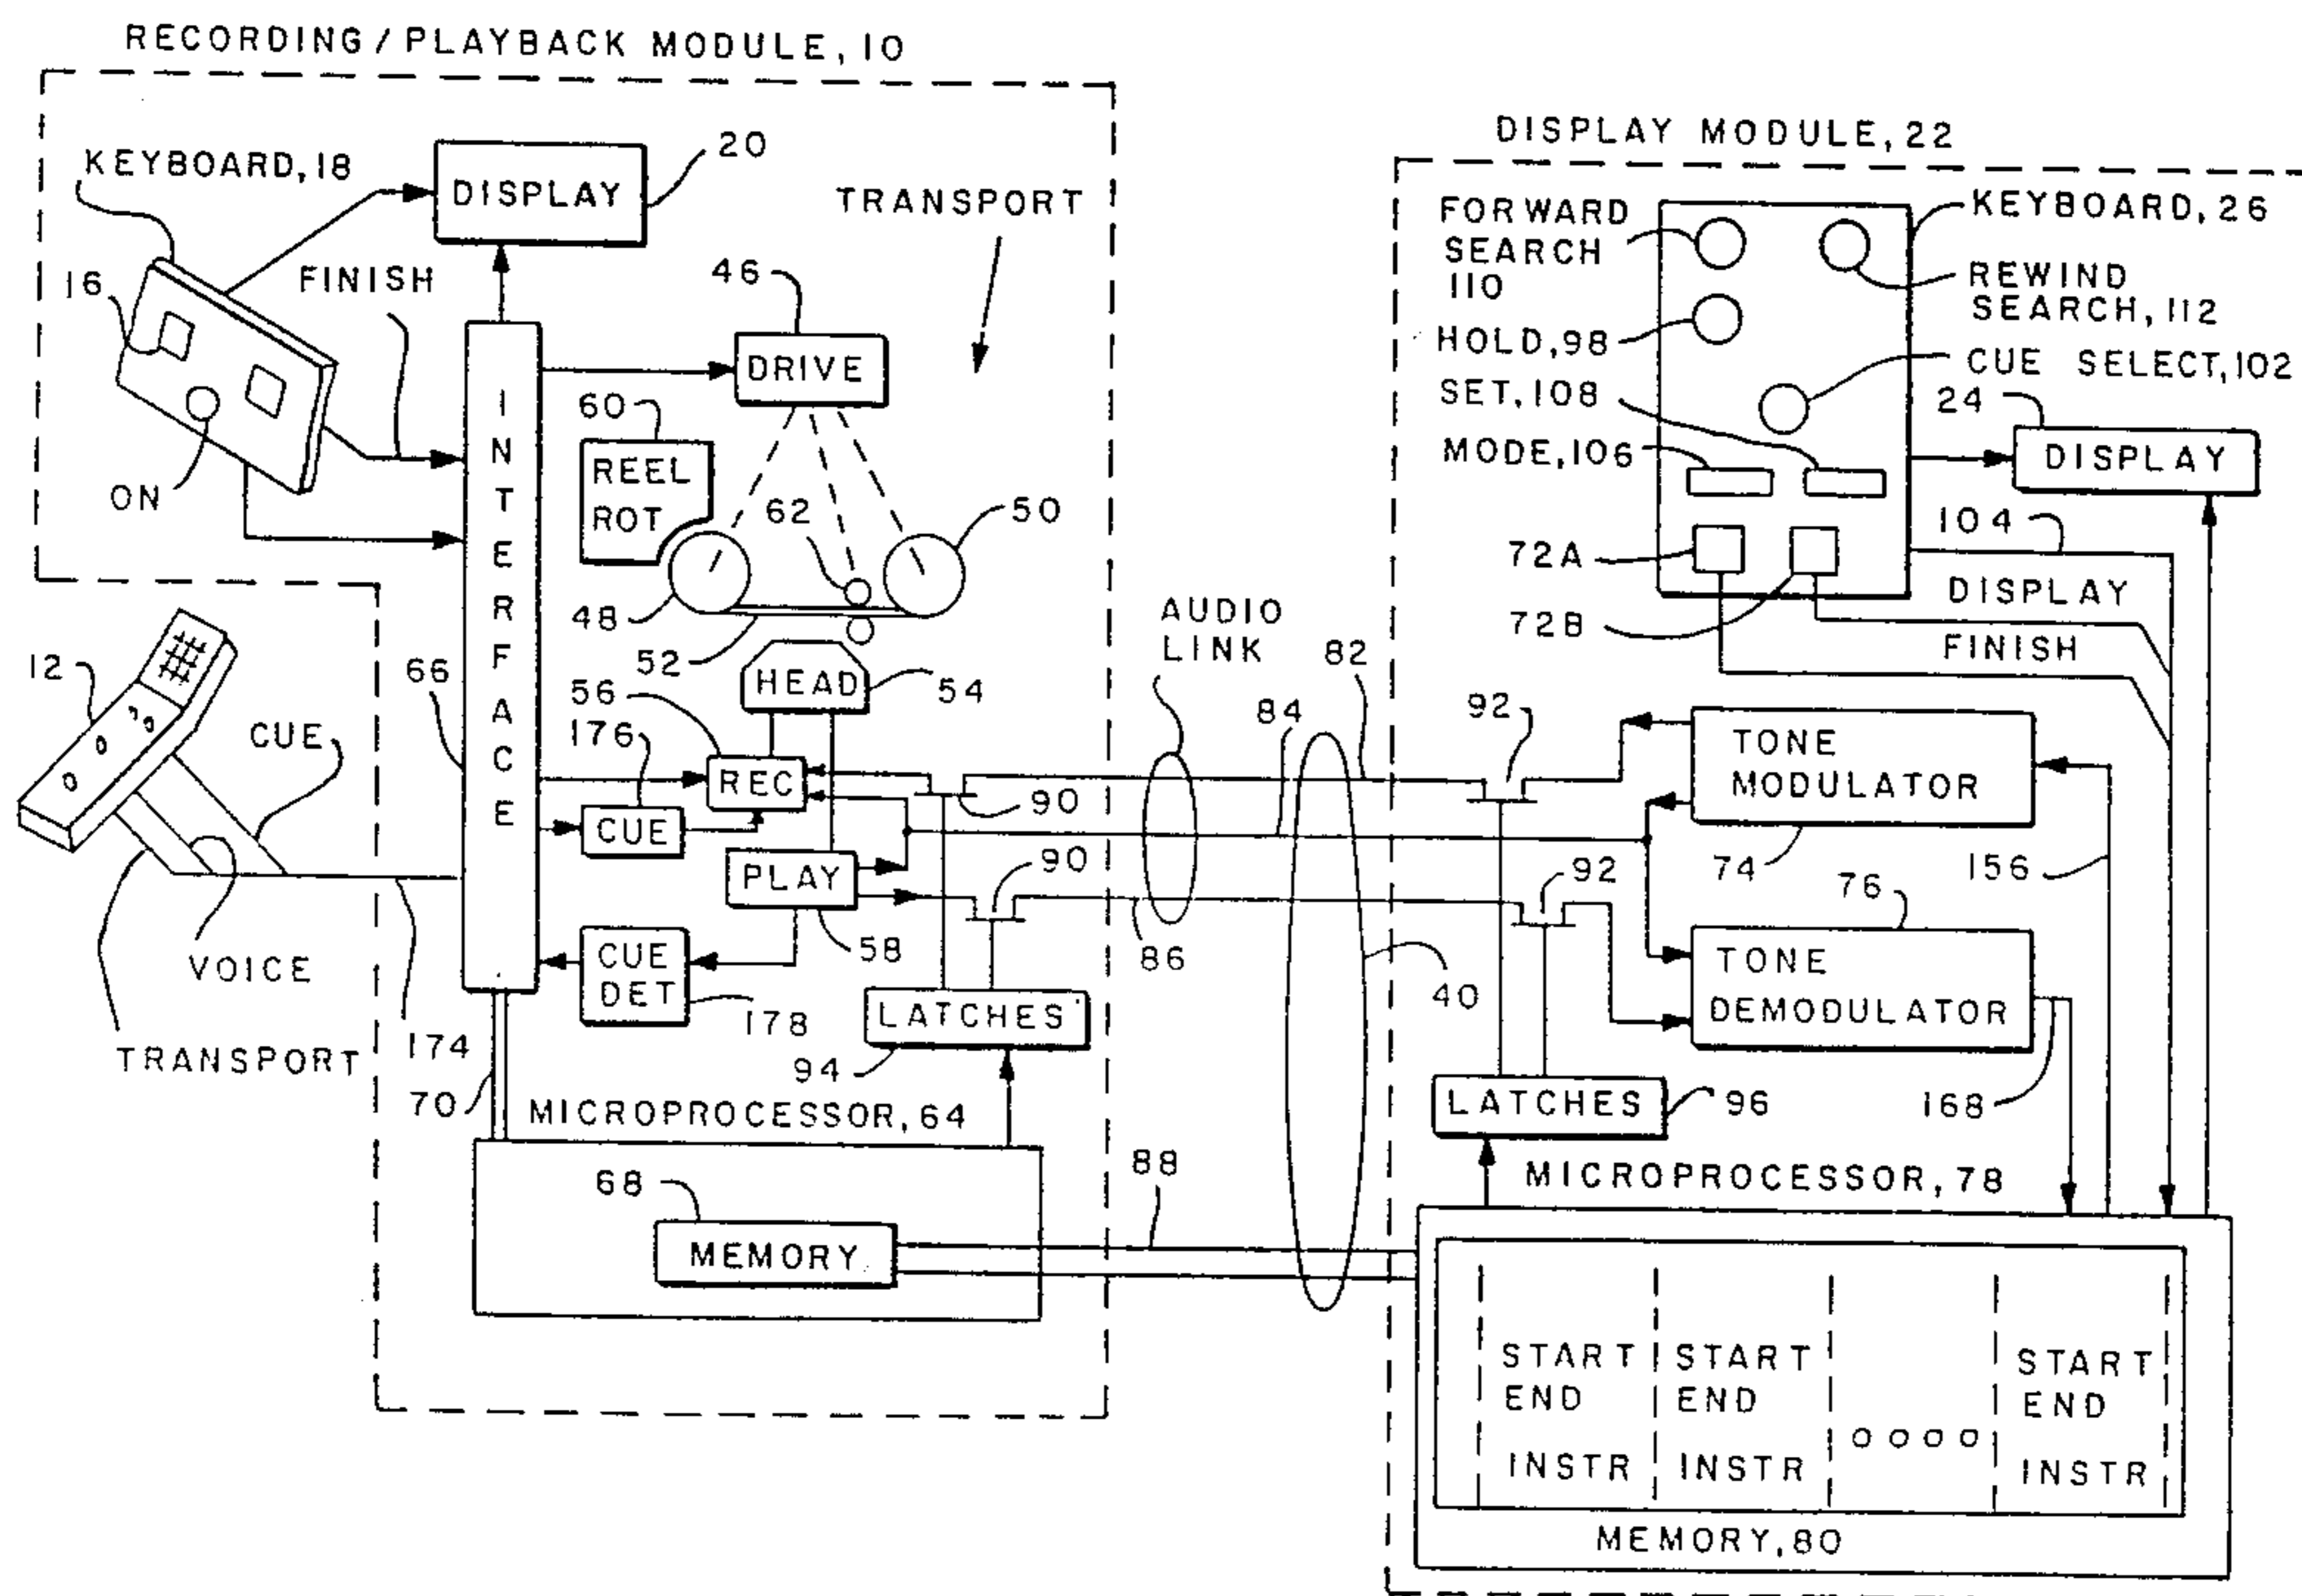 RECORDING/PLAYBACK MODULE, 10
KEYBOARD, 18
DISPLAY
20
TRANSPORT
16
FINISH
46
DRIVE
ON
60
REEL
ROT
62
50
48
52
INTERFACE
12
66
HEAD
54
56
176
REC
CUE
CUE
90
PLAY
90
58
VOICE
CUE
DET
178
TRANSPORT
174
LATCHES
94
70
MICROPROCESSOR, 64
68
MEMORY
AUDIO
LINK
82
84
86
40
88
DISPLAY MODULE, 22
FORWARD
SEARCH
110
KEYBOARD, 26
REWIND
SEARCH, 112
HOLD, 98
CUE SELECT, 102
SET, 108
24
MODE, 106
DISPLAY
104
72A
DISPLAY
72B
FINISH
92
TONE
MODULATOR
74
156
92
76
TONE
DEMODULATOR
LATCHES
96
168
MICROPROCESSOR, 78
START
END
INSTR
START
END
INSTR
START
END
INSTR
MEMORY, 80